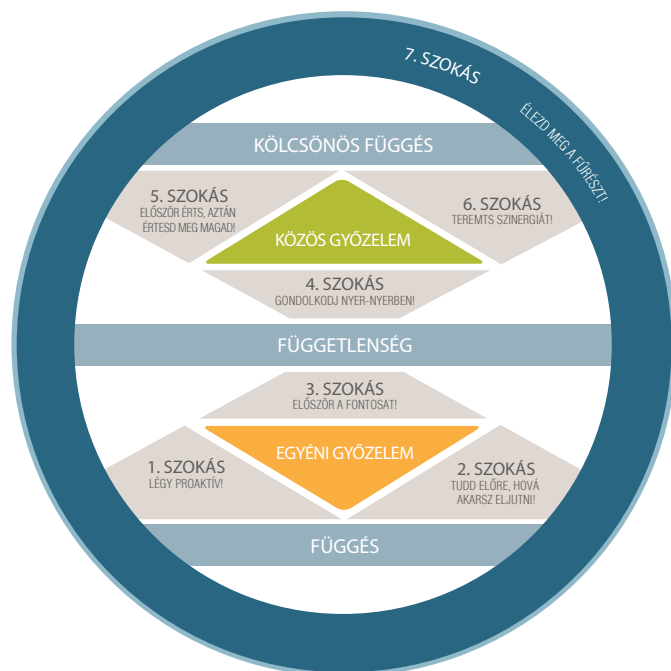 7. SZOKÁS
ÉLEZD MEG A FŰRÉSZT!
KÖLCSÖNÖS FÜGGÉS
5. SZOKÁS
ELŐSZÖR ÉRTS, AZTÁN
ÉRTESD MEG MAGAD!
6. SZOKÁS
TEREMTS SZINERGIÁT!
KÖZÖS GYŐZELEM
4. SZOKÁS
GONDOLKODJ NYER-NYERBEN!
FÜGGETLENSÉG
3. SZOKÁS
ELŐSZÖR A FONTOSAT!
EGYÉNI GYŐZELEM
1. SZOKÁS
LÉGY PROAKTÍV!
2. SZOKÁS
TUDD ELŐRE, HOVÁ
AKARSZ ELJUTNI!
FÜGGÉS